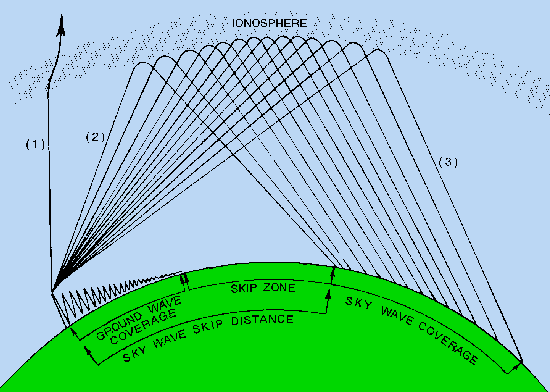 IONOSPHERE
(1)
(2)
(3)
GROUND WAVE
COVERAGE
SKIP ZONE
SKY WAVE COVERAGE
SKY WAVE SKIP DISTANCE